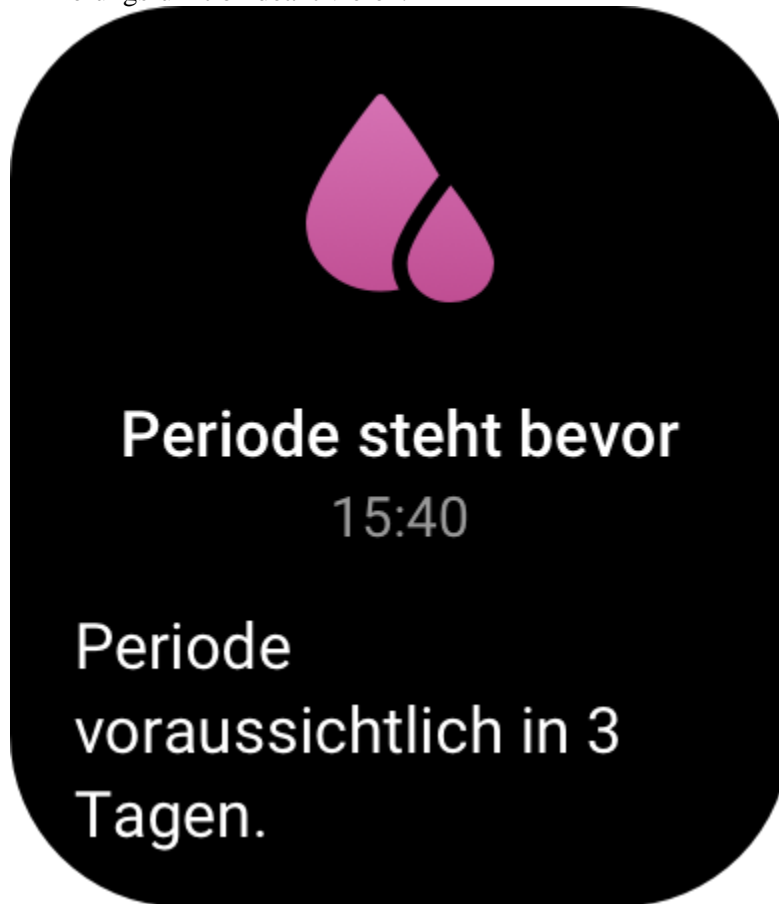 Periode steht bevor
15:40
Periode
voraussichtlich in 3
Tagen.